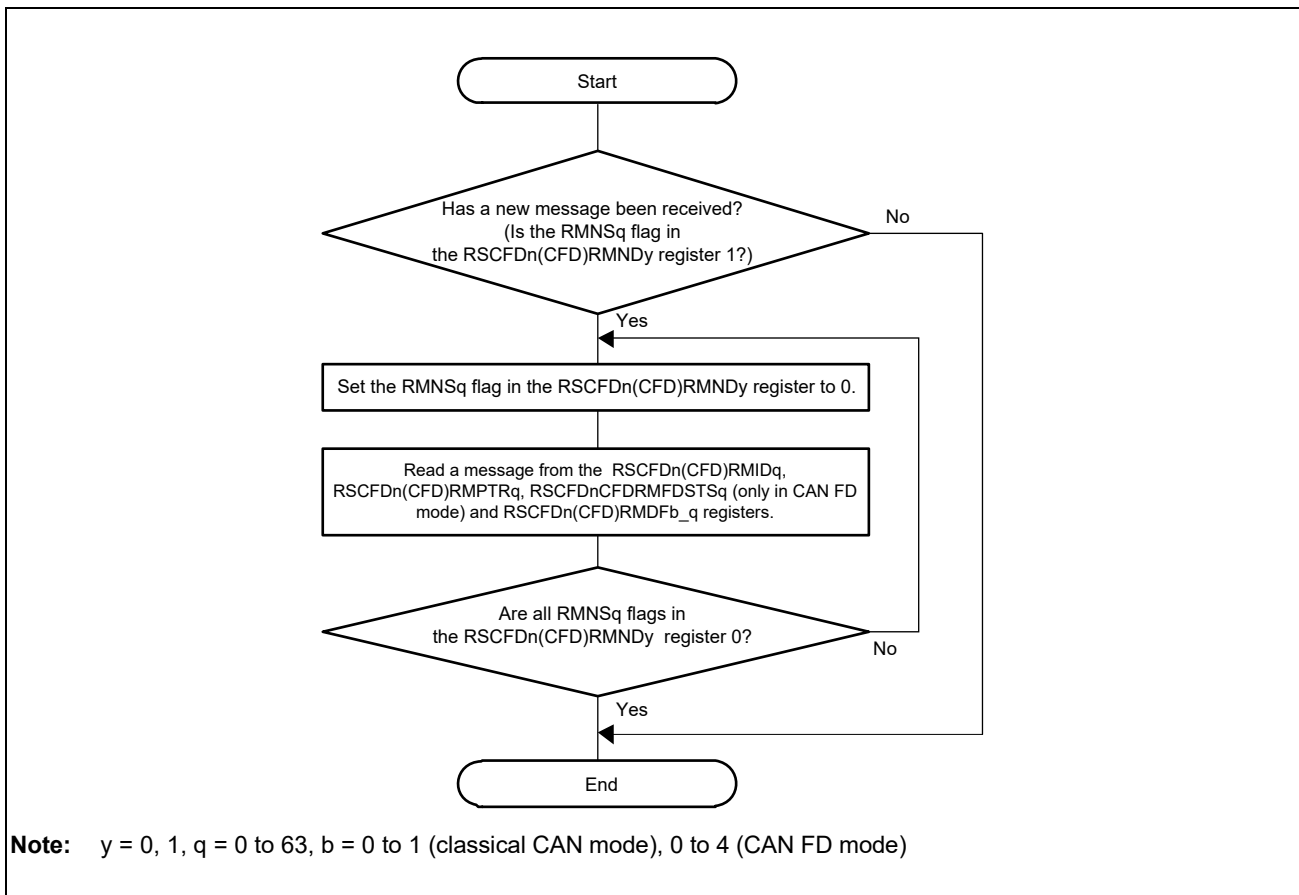 Start
Has a new message been received?
(Is the RMNSq flag in
the RSCFDn(CFD)RMNDy register 1?)
No
Yes
Set the RMNSq flag in the RSCFDn(CFD)RMNDy register to 0.
Read a message from the RSCFDn(CFD)RMIDq,
RSCFDn(CFD)RMPTRq, RSCFDnCFDRMFDSTSq (only in CAN FD
mode) and RSCFDn(CFD)RMDFb_q registers.
Are all RMNSq flags in
the RSCFDn(CFD)RMNDy register 0?
No
Yes
End
Note: y = 0, 1, q = 0 to 63, b = 0 to 1 (classical CAN mode), 0 to 4 (CAN FD mode)